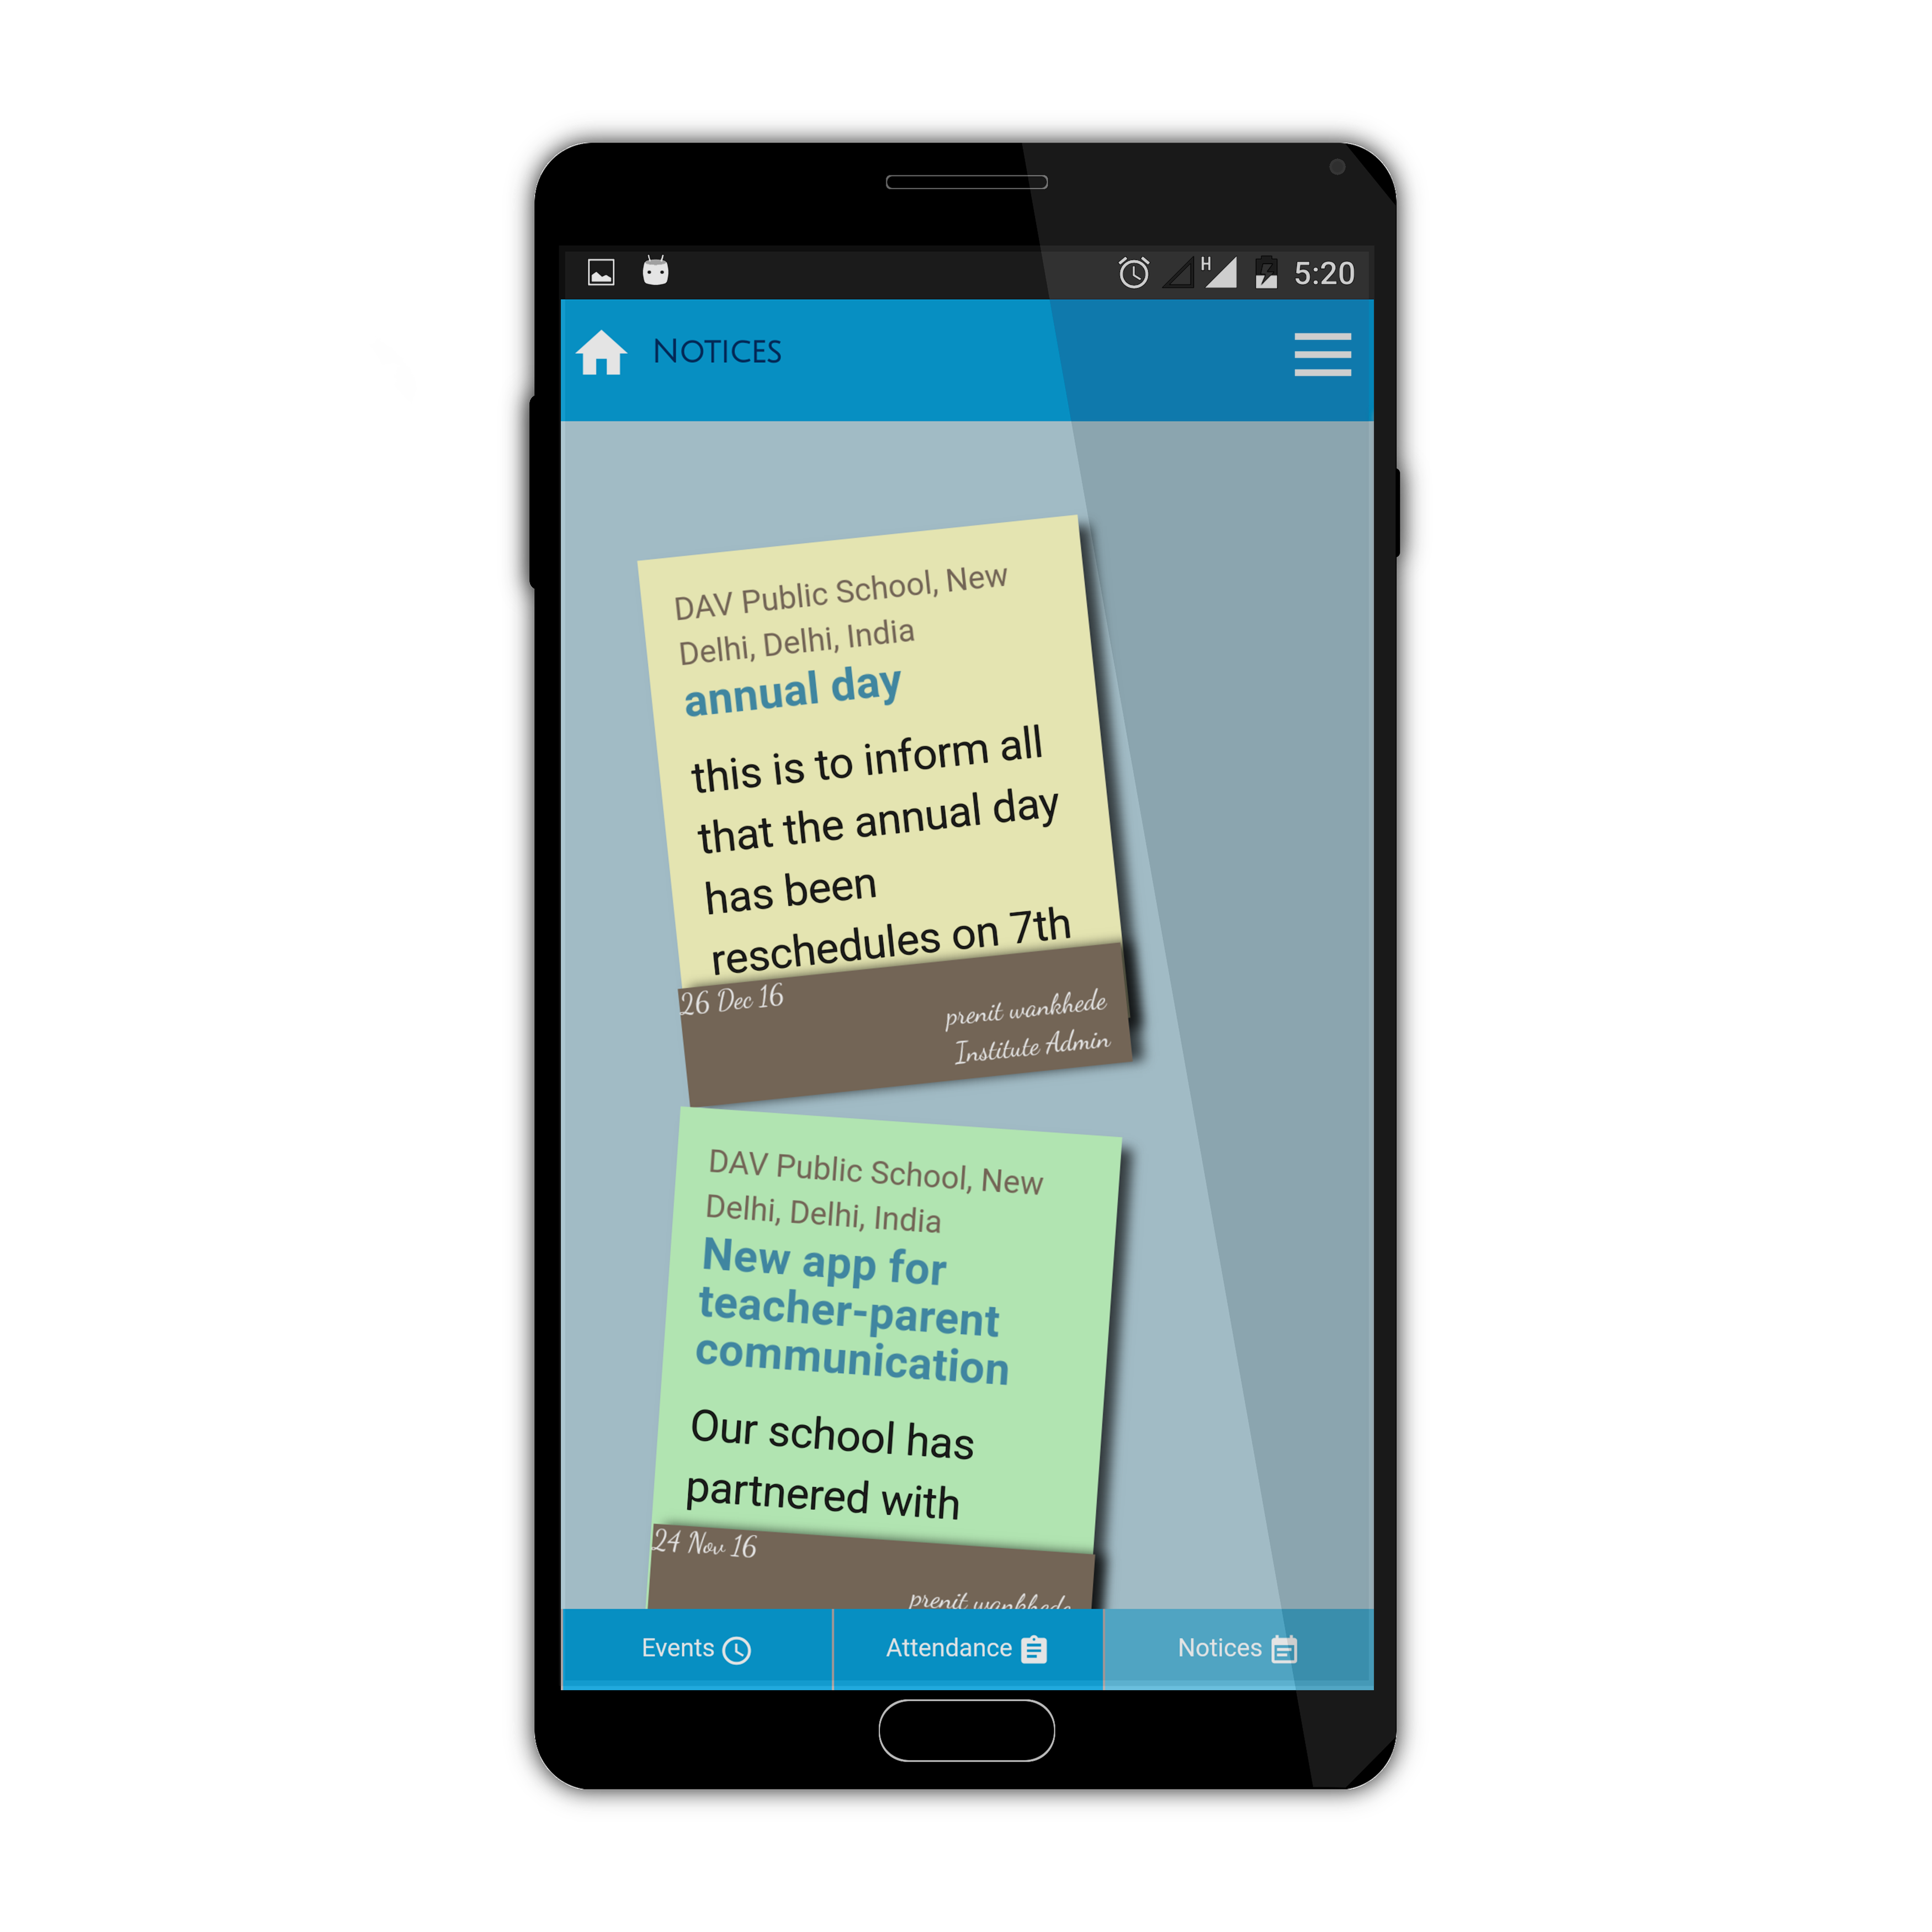 H 5:20
NOTICES
DAV Public School, New
Delhi, Delhi, India
annual day
this is to inform all
that the annual day
has been
reschedules on 7th
26 Dec 16
prenit wankhede
Institute Admin
DAV Public School, New
Delhi, Delhi, India
New app for
teacher-parent
communication
Our school has
partnered with
24 Nov 16
prenit wankhede
Events
Attendance
Notices